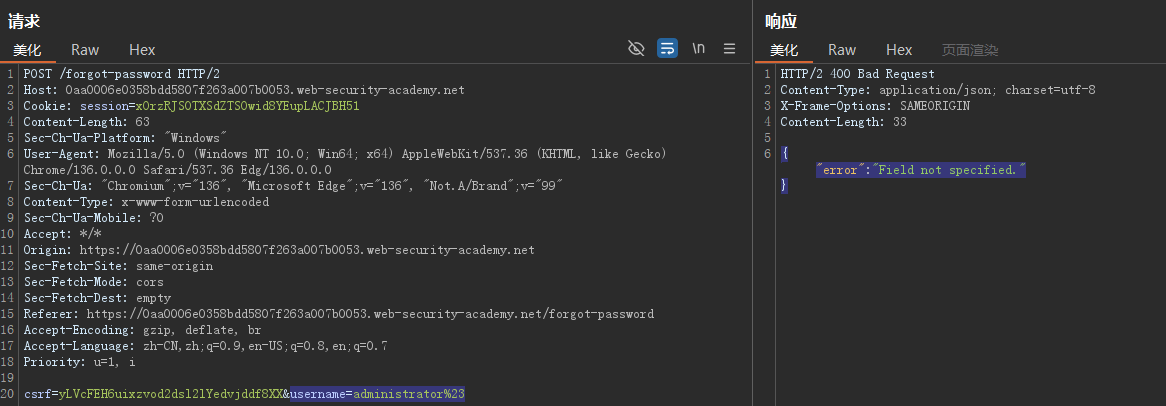 请求
美化 Raw Hex \n
1 POST /forgot-password HTTP/2
2 Host: 0aa0006e0358bdd5807f263a007b0053.web-security-academy.net
3 Cookie: session=xOrzRJSOTXSdZTSOwid8YEupLACJBH51
4 Content-Length: 63
5 Sec-Ch-Ua-Platform: "Windows"
6 User-Agent: Mozilla/5.0 (Windows NT 10.0; Win64; x64) AppleWebKit/537.36 (KHTML, like Gecko)
Chrome/136.0.0.0 Safari/537.36 Edg/136.0.0.0
7 Sec-Ch-Ua: "Chromium";v="136", "Microsoft Edge";v="136", "Not.A/Brand";v="99"
8 Content-Type: x-www-form-urlencoded
9 Sec-Ch-Ua-Mobile: ?0
10 Accept: */*
11 Origin: https://0aa0006e0358bdd5807f263a007b0053.web-security-academy.net
12 Sec-Fetch-Site: same-origin
13 Sec-Fetch-Mode: cors
14 Sec-Fetch-Dest: empty
15 Referer: https://0aa0006e0358bdd5807f263a007b0053.web-security-academy.net/forgot-password
16 Accept-Encoding: gzip, deflate, br
17 Accept-Language: zh-CN,zh;q=0.9,en-US;q=0.8,en;q=0.7
18 Priority: u=1, i
19
20 csrf=yLVcFEH6uixzvod2dsl2lYedvjddf8XX&username=administrator%23
响应
美化 Raw Hex 页面渲染
1 HTTP/2 400 Bad Request
2 Content-Type: application/json; charset=utf-8
3 X-Frame-Options: SAMEORIGIN
4 Content-Length: 33
5
6 {
"error":"Field not specified."
}